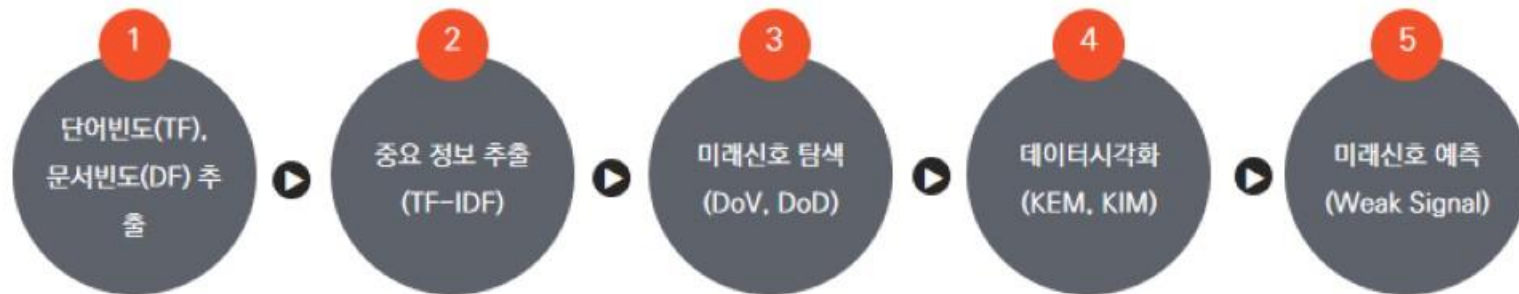 1
단어빈도(TF),
문서빈도(DF) 추
출
2
중요 정보 추출
(TF-IDF)
3
미래신호 탐색
(DoV, DoD)
4
데이터시각화
(KEM, KIM)
5
미래신호 예측
(Weak Signal)